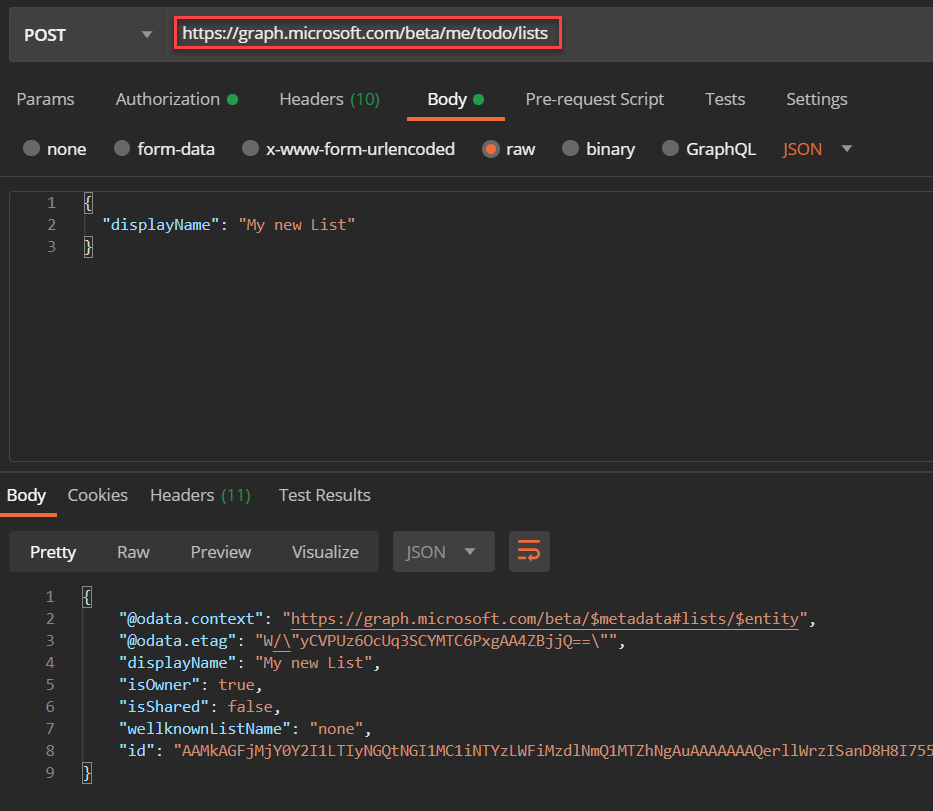 POST https://graph.microsoft.com/beta/me/todo/lists
Params Authorization Headers (10) Body Pre-request Script Tests Settings
none form-data x-www-form-urlencoded raw binary GraphQL JSON
1 {
2 "displayName": "My new List"
3 }
Body Cookies Headers (11) Test Results
Pretty Raw Preview Visualize JSON
1 {
2 "@odata.context": "https://graph.microsoft.com/beta/$metadata#lists/$entity",
3 "@odata.etag": "W/\"yCVPUz6OcUq3SCYMTC6PxgAA4ZBjjQ==\"",
4 "displayName": "My new List",
5 "isOwner": true,
6 "isShared": false,
7 "wellknownListName": "none",
8 "id": "AAMkAGFjMjY0Y2I1LTIyNGQtNGI1MC1iNTYzLWFiMzdlNmQ1MTZhNgAuAAAAAAAQerllWrzISanD8H8I755
9 }